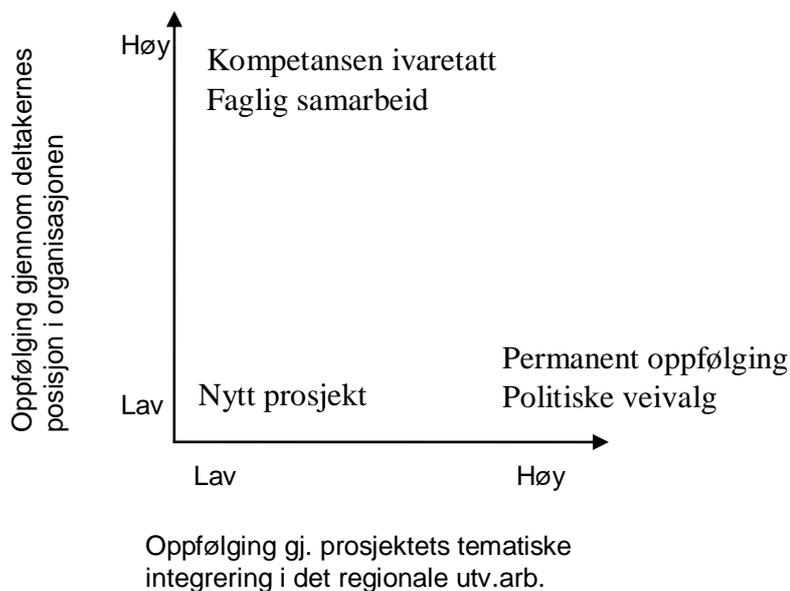 Oppfølging gjennom deltakernes
posisjon i organisasjonen
Høy
Kompetansen ivaretatt
Faglig samarbeid
Lav
Nytt prosjekt
Permanent oppfølging
Politiske veivalg
Lav
Høy
Oppfølging gj. prosjektets tematiske
integrering i det regionale utv.arb.